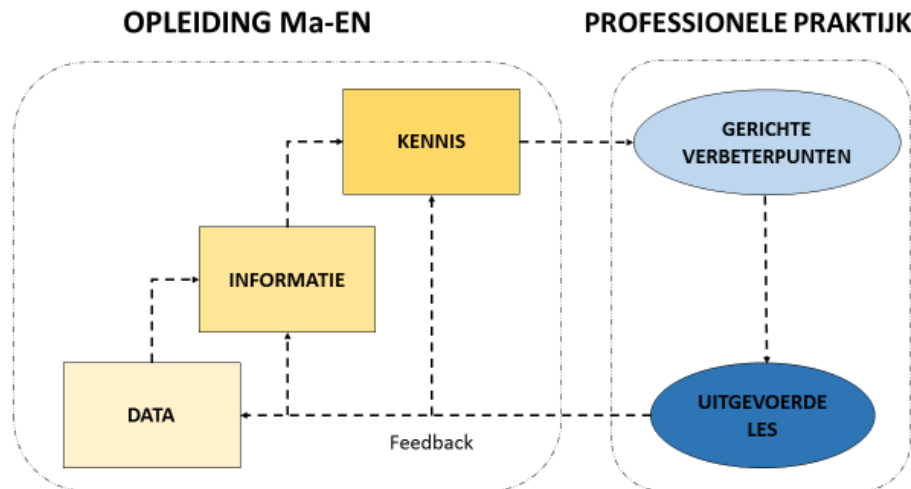 OPLEIDING Ma-EN
PROFESSIONELE PRAKTIJK
KENNIS
GERICHTE
VERBETERPUNTEN
INFORMATIE
DATA
UITGEVOERDE
LES
Feedback